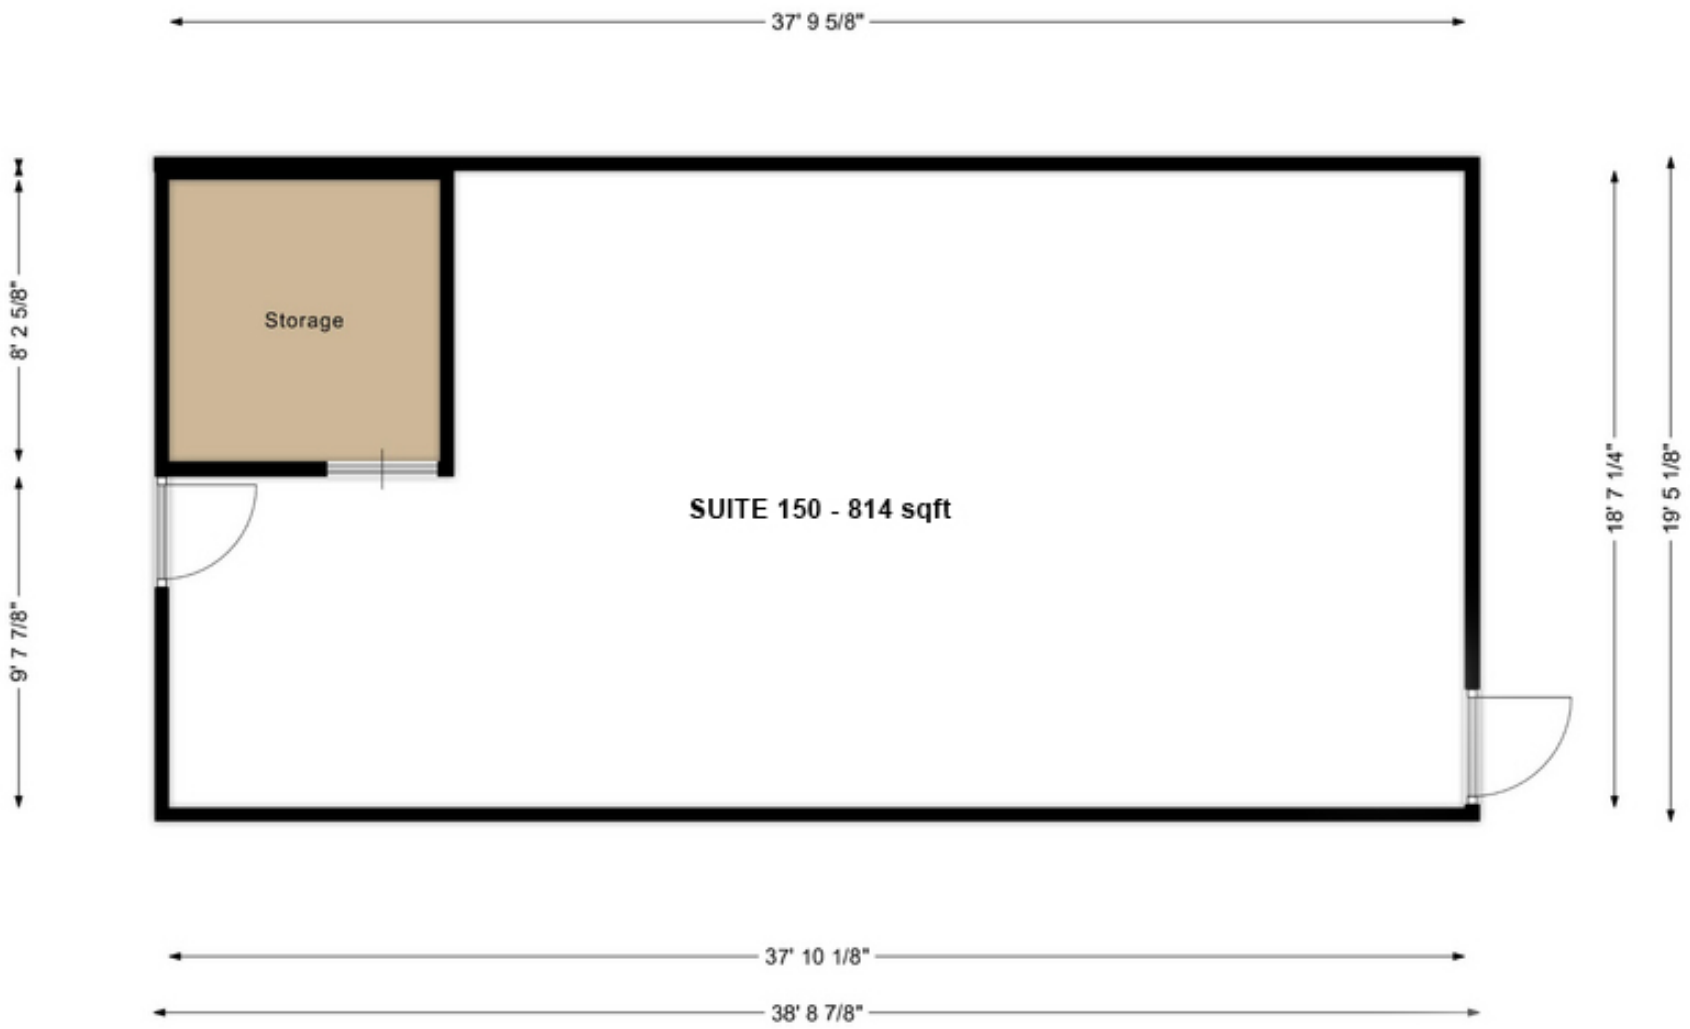 37' 9 5/8"
8' 2 5/8"
Storage
SUITE 150 - 814 sqft
18' 7 1/4"
19' 5 1/8"
9' 7 7/8"
37' 10 1/8"
38' 8 7/8"